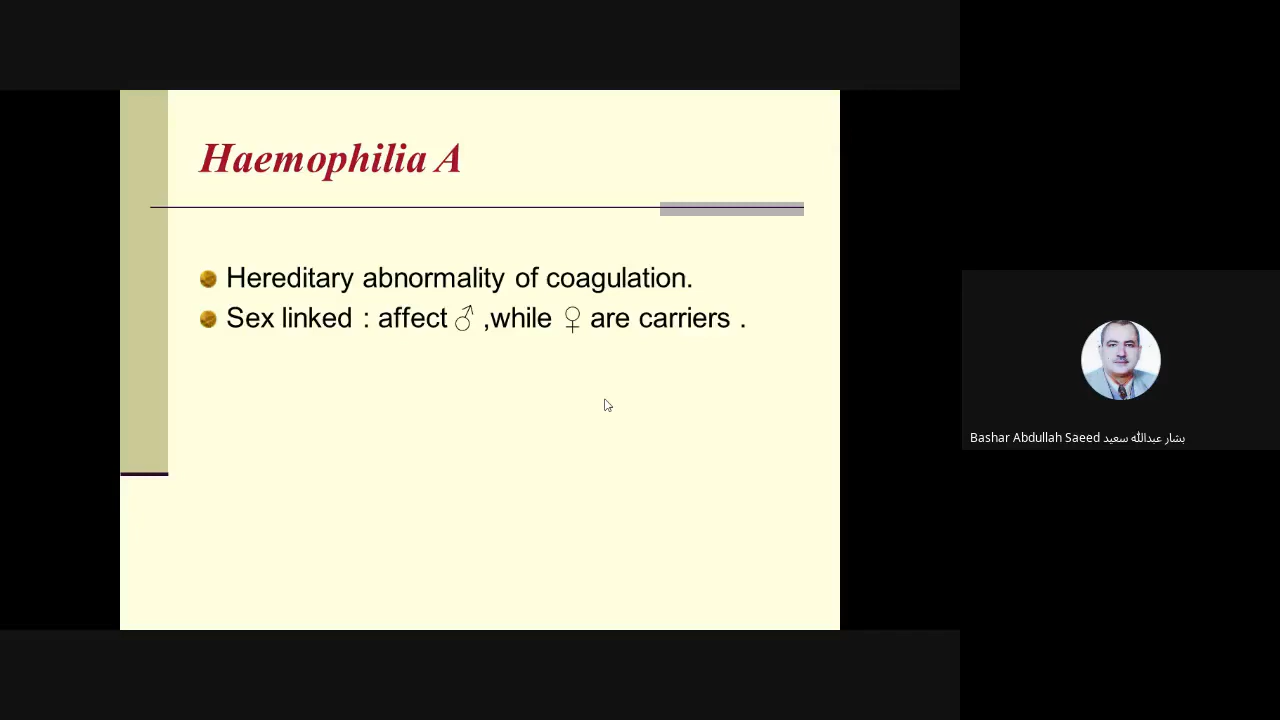 Haemophilia A
Hereditary abnormality of coagulation.
Sex linked : affect ♂ ,while ♀ are carriers .
Bashar Abdullah Saeed بشار عبدالله سعيد